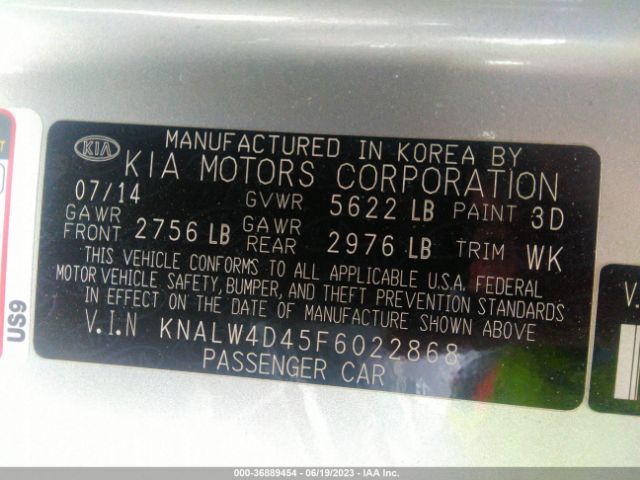 MANUFACTURED IN KOREA BY
KIA
KIA MOTORS CORPORATION
07/14 GVWR 5622 LB PAINT 3D
GAWR FRONT 2756 LB GAWR REAR 2976 LB TRIM WK
THIS VEHICLE CONFORMS TO ALL APPLICABLE U.S.A. FEDERAL
MOTOR VEHICLE SAFETY, BUMPER, AND THEFT PREVENTION STANDARDS
IN EFFECT ON THE DATE OF MANUFACTURE SHOWN ABOVE.
V.I.N KNALW4D45F6022868
PASSENGER CAR
US9
V.
000-36889454 - 06/19/2023 - IAA Inc.